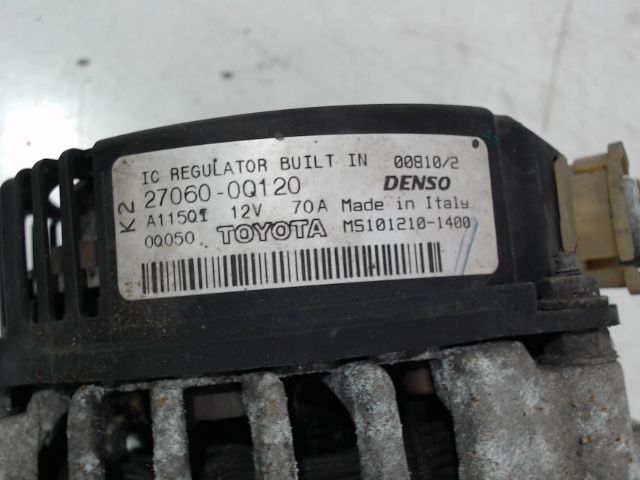 IC REGULATOR BUILT IN 00810/2
K2 27060-0Q120 DENSO
A115QI 12V 70A Made in Italy
0Q050 TOYOTA MS101210-1400